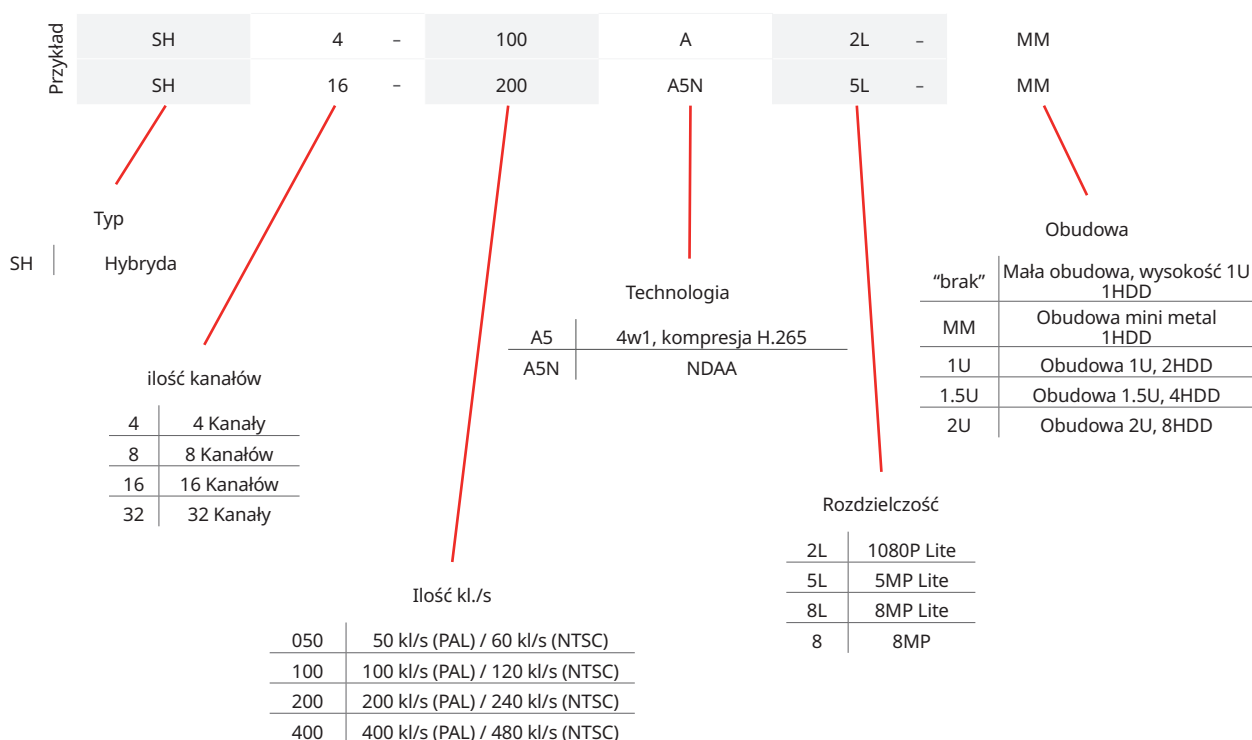 Przykład
SH 4 – 100 A 2L – MM
SH 16 – 200 A5N 5L – MM
Typ
SH Hybryda
ilość kanałów
4 4 Kanały
8 8 Kanałów
16 16 Kanałów
32 32 Kanały
Ilość kl./s
050 50 kl/s (PAL) / 60 kl/s (NTSC)
100 100 kl/s (PAL) / 120 kl/s (NTSC)
200 200 kl/s (PAL) / 240 kl/s (NTSC)
400 400 kl/s (PAL) / 480 kl/s (NTSC)
Technologia
A5 4w1, kompresja H.265
A5N NDAA
Rozdzielczość
2L 1080P Lite
5L 5MP Lite
8L 8MP Lite
8 8MP
Obudowa
“brak” Mała obudowa, wysokość 1U
1HDD
MM Obudowa mini metal
1HDD
1U Obudowa 1U, 2HDD
1.5U Obudowa 1.5U, 4HDD
2U Obudowa 2U, 8HDD